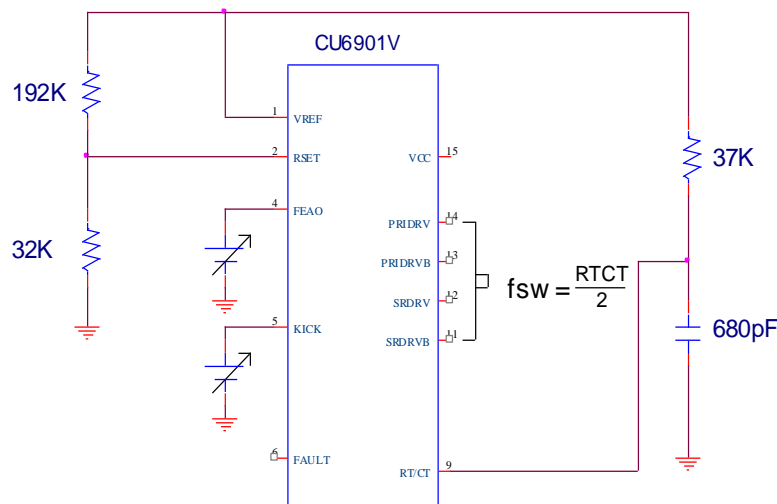 CU6901V
192K
1
VREF
2
RSET
VCC
15
37K
4
FEAO
PRIDRV
14
32K
PRIDRVB
13
fsw = RTCT
2
SRDRV
12
5
KICK
SRDRVB
11
680pF
6
FAULT
RT/CT
9